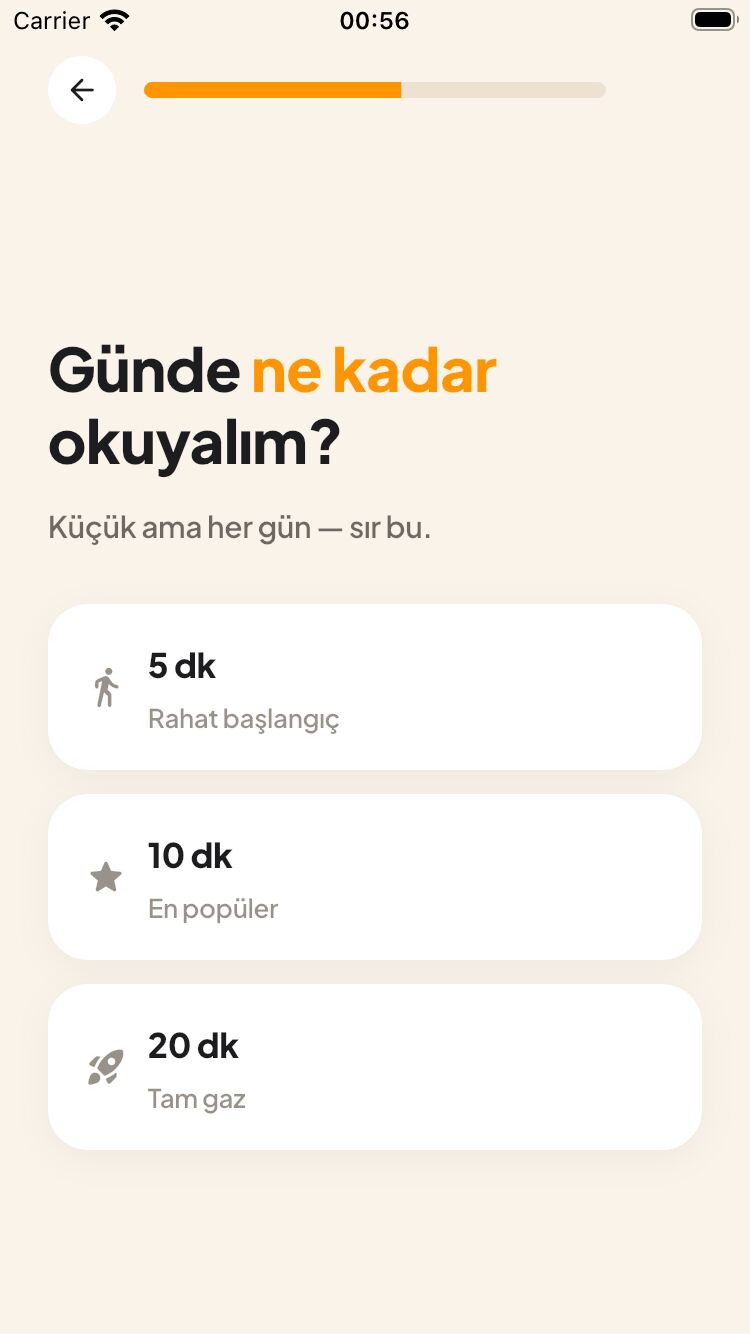 Carrier 00:56
Günde ne kadar
okuyalım?
Küçük ama her gün — sır bu.
5 dk
Rahat başlangıç
10 dk
En popüler
20 dk
Tam gaz